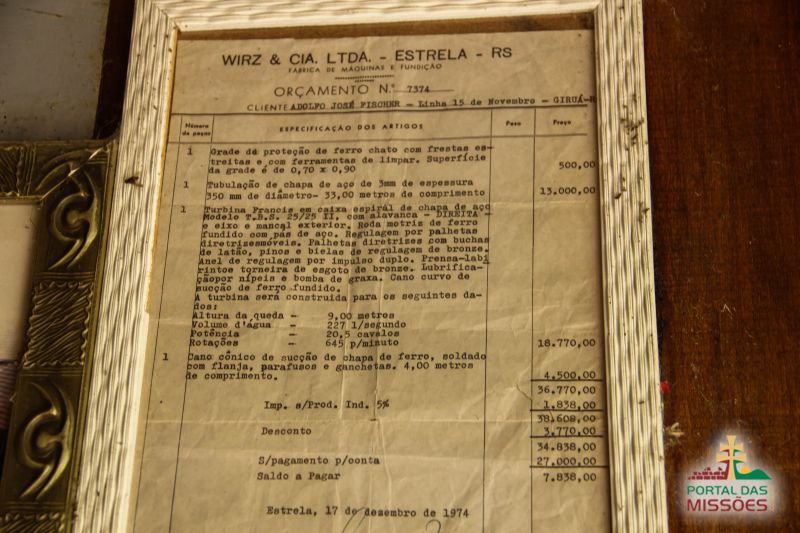 WIRZ & CIA. LTDA. - ESTRELA - RS
FÁBRICA DE MÁQUINAS E FUNDIÇÃO
ORÇAMENTO N.º 7374
CLIENTE ADOLFO JOSÉ FISCHER - Linha 15 de Novembro - GIRUÁ-R
Número de peças ESPECIFICAÇÃO DOS ARTIGOS Peso Preço
1 Grade de proteção de ferro chato com frestas es-
treitas e com ferramentas de limpar. Superfície
da grade é de 0,70 x 0,90 500,00
1 Tubulação de chapa de aço de 3mm de espessura
350 mm de diâmetro- 33,00 metros de comprimento 13.000,00
1 Turbina Francis em caixa espirál de chapa de aço
Modelo T.B.S. 25/25 II, com alavanca - DIREITA -
e eixo e mancal exterior. Roda motriz de ferro
fundido com pás de aço. Regulagem por palhetas
diretrizesmóveis. Palhetas diretrizes com buchas
de latão, pinos e bielas de regulagem de bronze.
Anel de regulagem por impulso duplo. Prensa-labi
rintoe torneira de esgoto de bronze. Lubrifica-
çãopor nípeis e bomba de graxa. Cano curvo de
sucção de ferro fundido.
A turbina será construida para os seguintes da-
dos:
Altura da queda - 9,00 metros
Volume d'água - 227 l/segundo
Potência - 20,5 cavalos
Rotações - 645 p/minuto 18.770,00
1 Cano cônico de sucção de chapa de ferro, soldado
com flanja, parafusos e ganchetas. 4,00 metros
de comprimento. 4.500,00
36.770,00
Imp. s/Prod. Ind. 5% 1.838,00
38.608,00
Desconto 3.770,00
34.838,00
S/pagamento p/conta 27.000,00
Saldo a Pagar 7.838,00
Estrela, 17 de dezembro de 1974
PORTAL DAS
MISSÕES